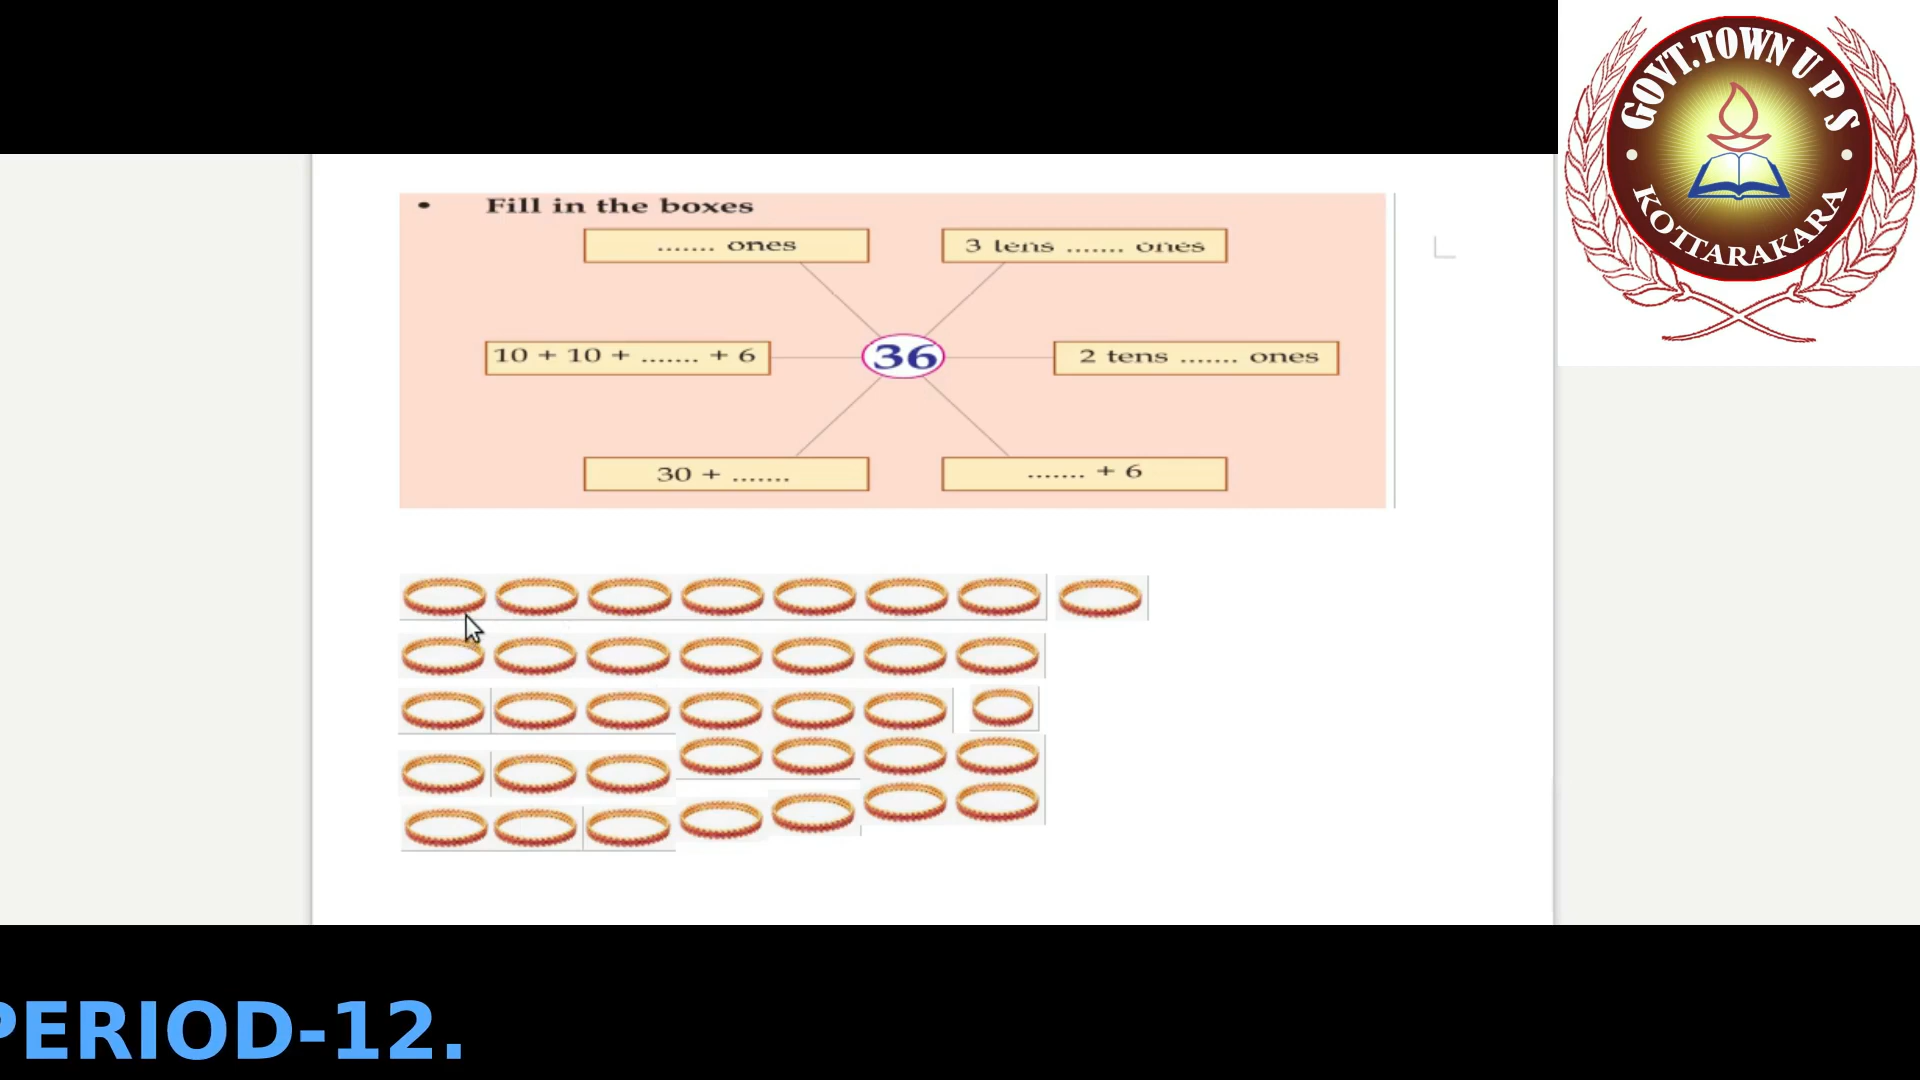 GOVT.TOWN U P S
KOTTARAKARA
• Fill in the boxes
....... ones
3 tens ....... ones
10 + 10 + ....... + 6
36
2 tens ....... ones
30 + .......
....... + 6
PERIOD-12.